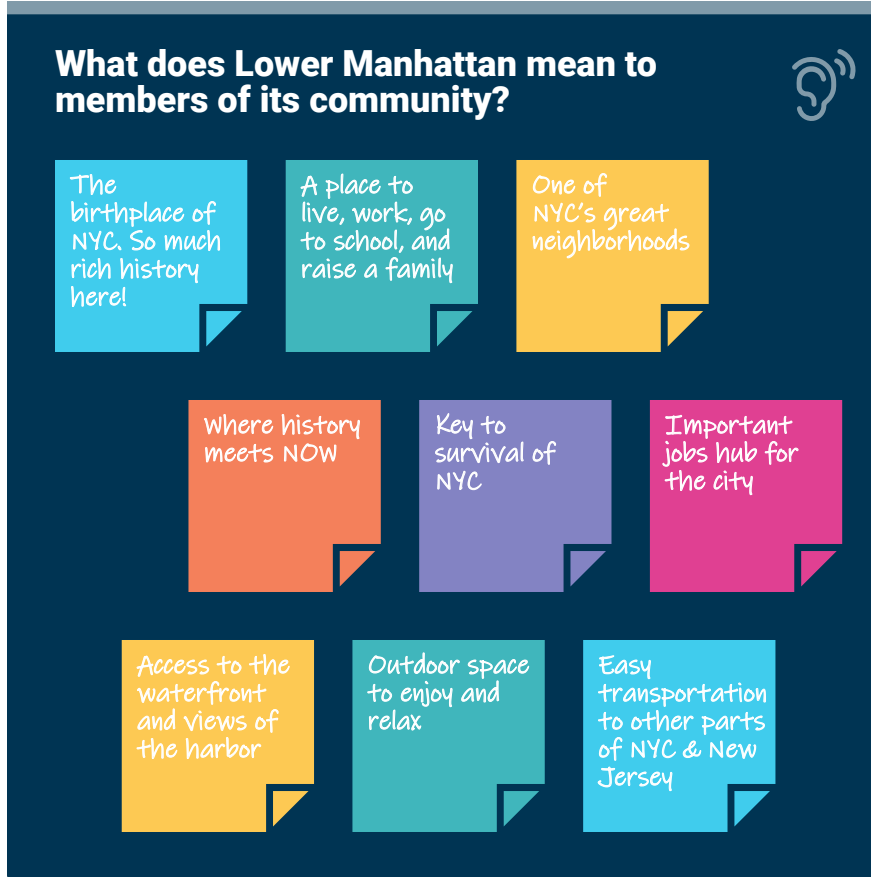 What does Lower Manhattan mean to
members of its community?
The
birthplace of
NYC. So much
rich history
here!
A place to
live, work, go
to school, and
raise a family
One of
NYC's great
neighborhoods
Where history
meets NOW
Key to
survival of
NYC
Important
jobs hub for
the city
Access to the
waterfront
and views of
the harbor
Outdoor space
to enjoy and
relax
Easy
transportation
to other parts
of NYC & New
Jersey